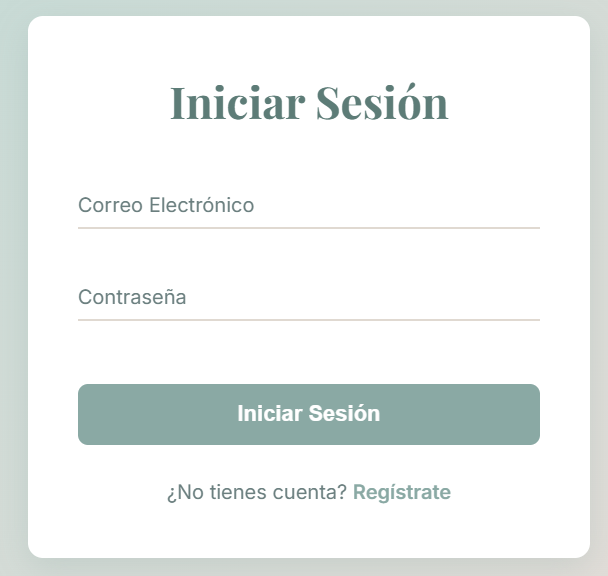 Iniciar Sesión
Correo Electrónico
Contraseña
Iniciar Sesión
¿No tienes cuenta? Regístrate